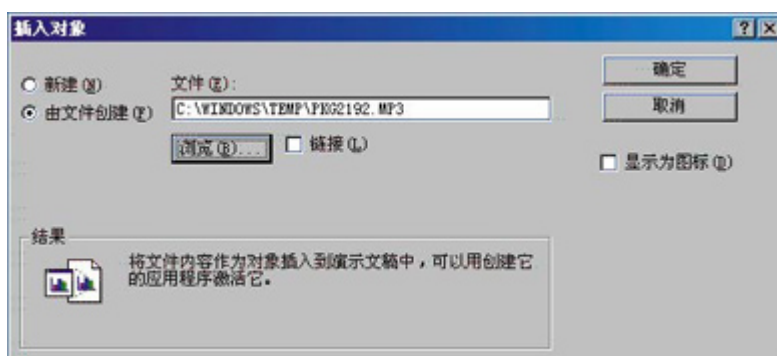 插入对象
新建(N)
文件(E):
确定
由文件创建(F)
C:\WINDOWS\TEMP\PKG2192.MP3
取消
浏览(B)...
链接(L)
显示为图标(D)
结果
将文件内容作为对象插入到演示文稿中，可以用创建它
的应用程序激活它。